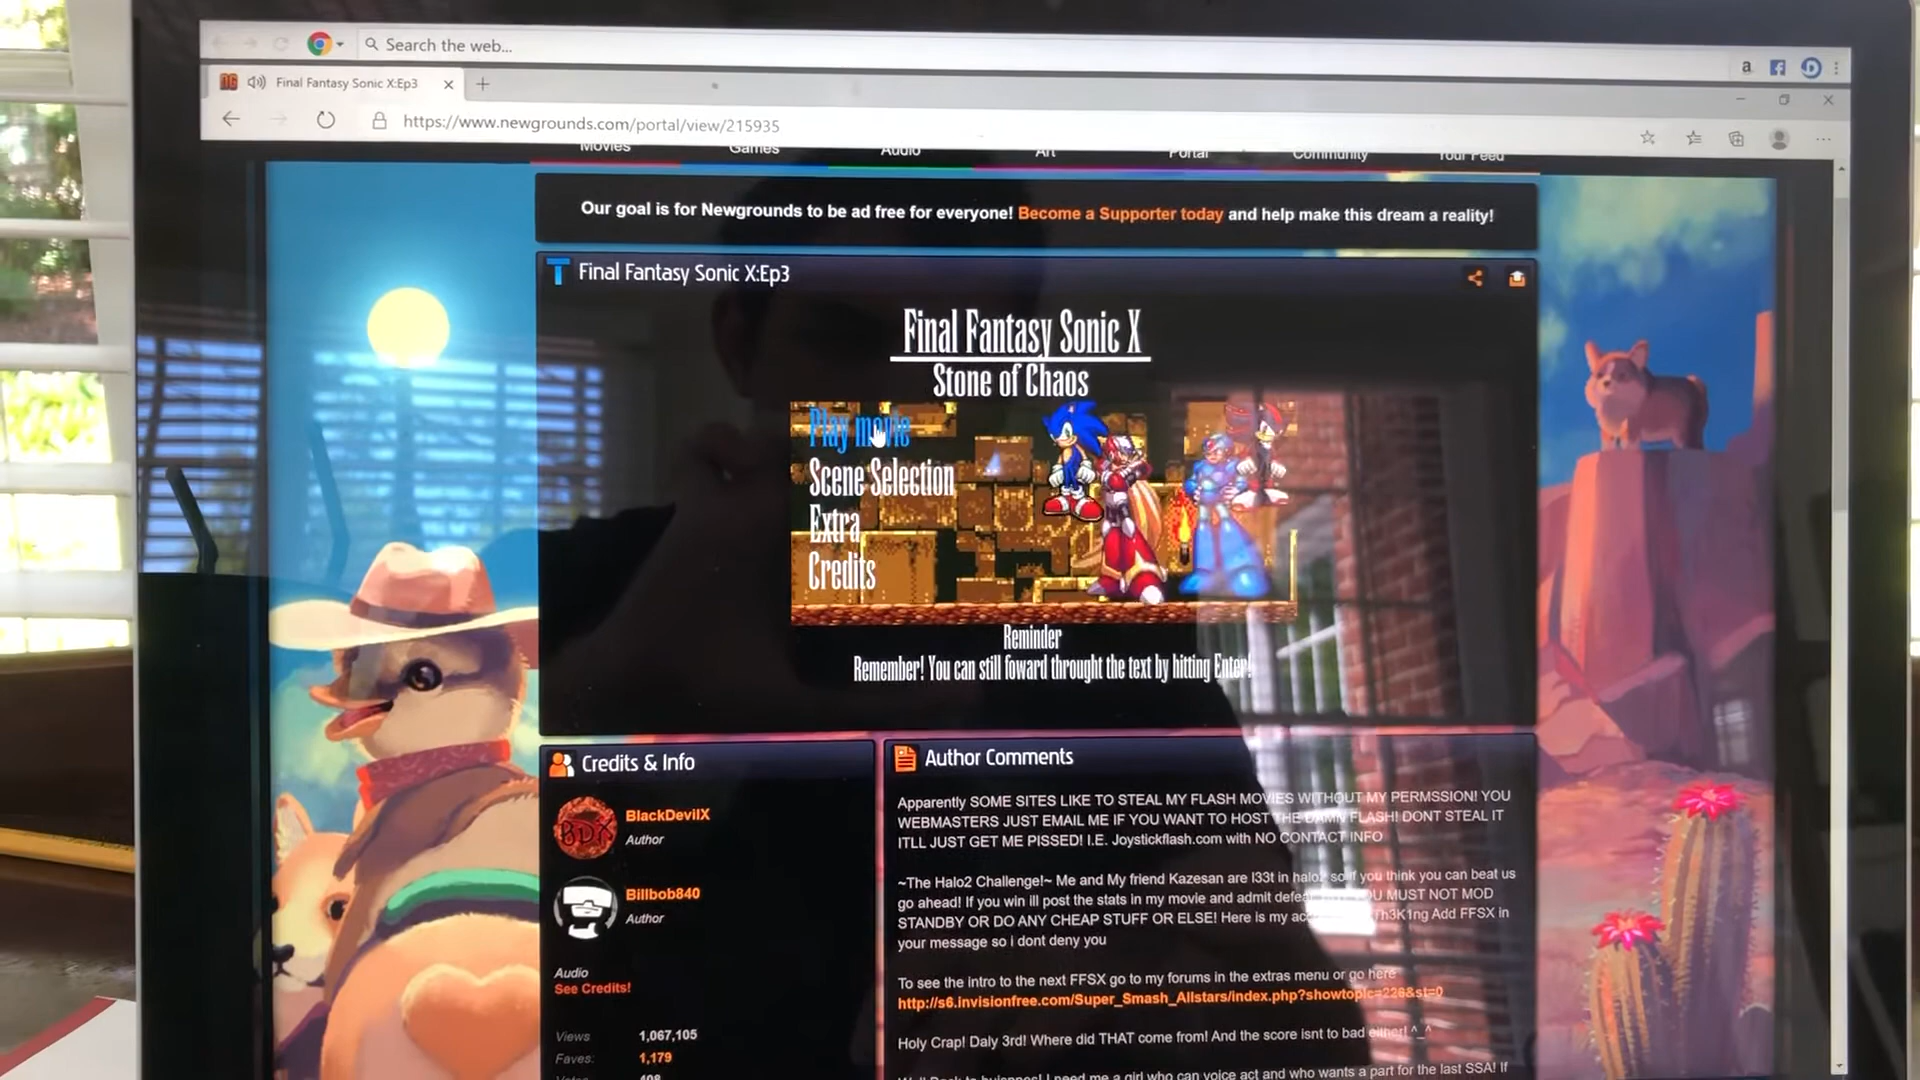 Search the web...
a
Final Fantasy Sonic X:Ep3
https://www.newgrounds.com/portal/view/215935
Movies Games Audio Art Portal Community Your Feed
Our goal is for Newgrounds to be ad free for everyone! Become a Supporter today and help make this dream a reality!
Final Fantasy Sonic X:Ep3
Final Fantasy Sonic X
Stone of Chaos
Play movie
Scene Selection
Extra
Credits
Reminder
Remember! You can still foward throught the text by hitting Enter!
Credits & Info
BDX
BlackDevilX
Author
Billbob840
Author
Audio
See Credits!
Views 1,067,105
Faves: 1,179
Author Comments
Apparently SOME SITES LIKE TO STEAL MY FLASH MOVIES WITHOUT MY PERMSSION! YOU
WEBMASTERS JUST EMAIL ME IF YOU WANT TO HOST THE DAMN FLASH! DONT STEAL IT
ITLL JUST GET ME PISSED! I.E. Joystickflash.com with NO CONTACT INFO
~The Halo2 Challenge!~ Me and My friend Kazesan are l33t in halo2 so if you think you can beat us
go ahead! If you win ill post the stats in my movie and admit defeat YOU MUST NOT MOD
STANDBY OR DO ANY CHEAP STUFF OR ELSE! Here is my Add FFSX in
your message so i dont deny you
To see the intro to the next FFSX go to my forums in the extras menu or go here
http://s6.invisionfree.com/Super_Smash_Allstars/index.php?showtopic=226&st=0
Holy Crap! Daly 3rd! Where did THAT come from! And the score isnt to bad either! ^_^
I need me a girl who can voice act and who wants a part for the last SSA! If